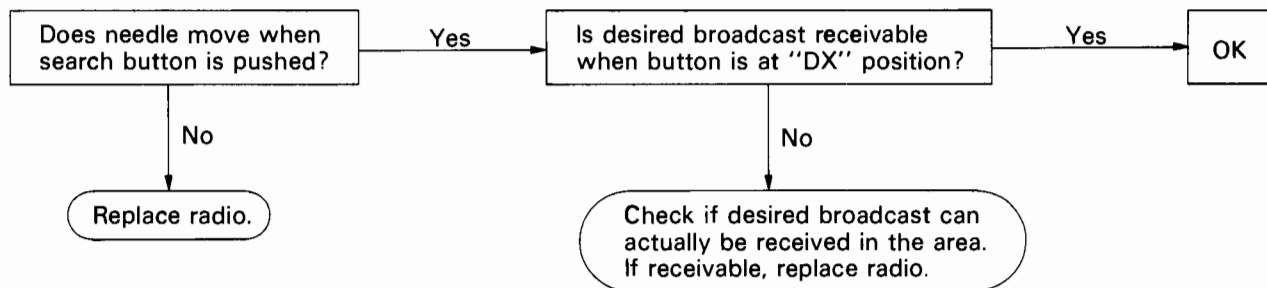 Does needle move when
search button is pushed?
Yes
Is desired broadcast receivable
when button is at "DX" position?
Yes
OK
No
Replace radio.
No
Check if desired broadcast can
actually be received in the area.
If receivable, replace radio.